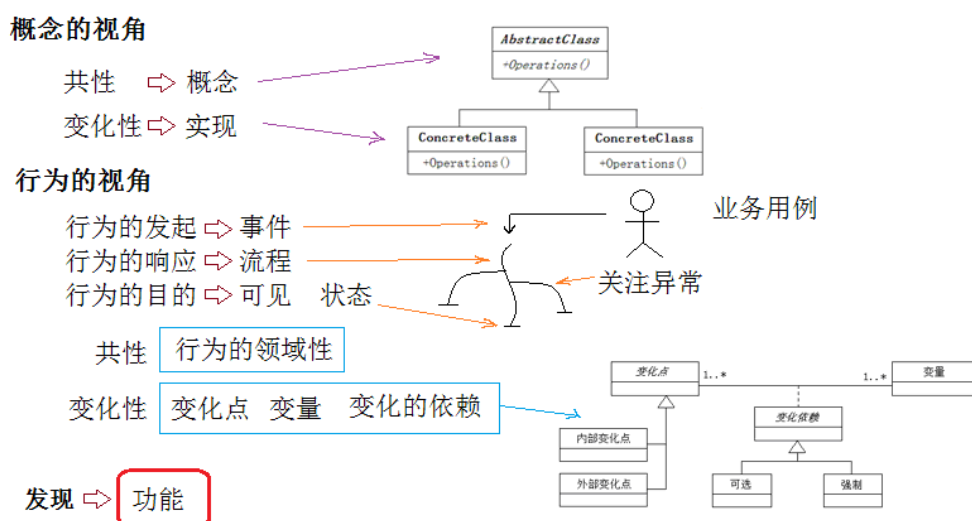 概念的视角
AbstractClass
+Operations()
共性 ⇨ 概念
变化性 ⇨ 实现
ConcreteClass
+Operations()
ConcreteClass
+Operations()
行为的视角
业务用例
行为的发起 ⇨ 事件
行为的响应 ⇨ 流程
行为的目的 ⇨ 可见 状态
关注异常
共性 行为的领域性
变化性 变化点 变量 变化的依赖
变化点
1..*
1..*
变量
变化依赖
内部变化点
外部变化点
可选
强制
发现 ⇨ 功能